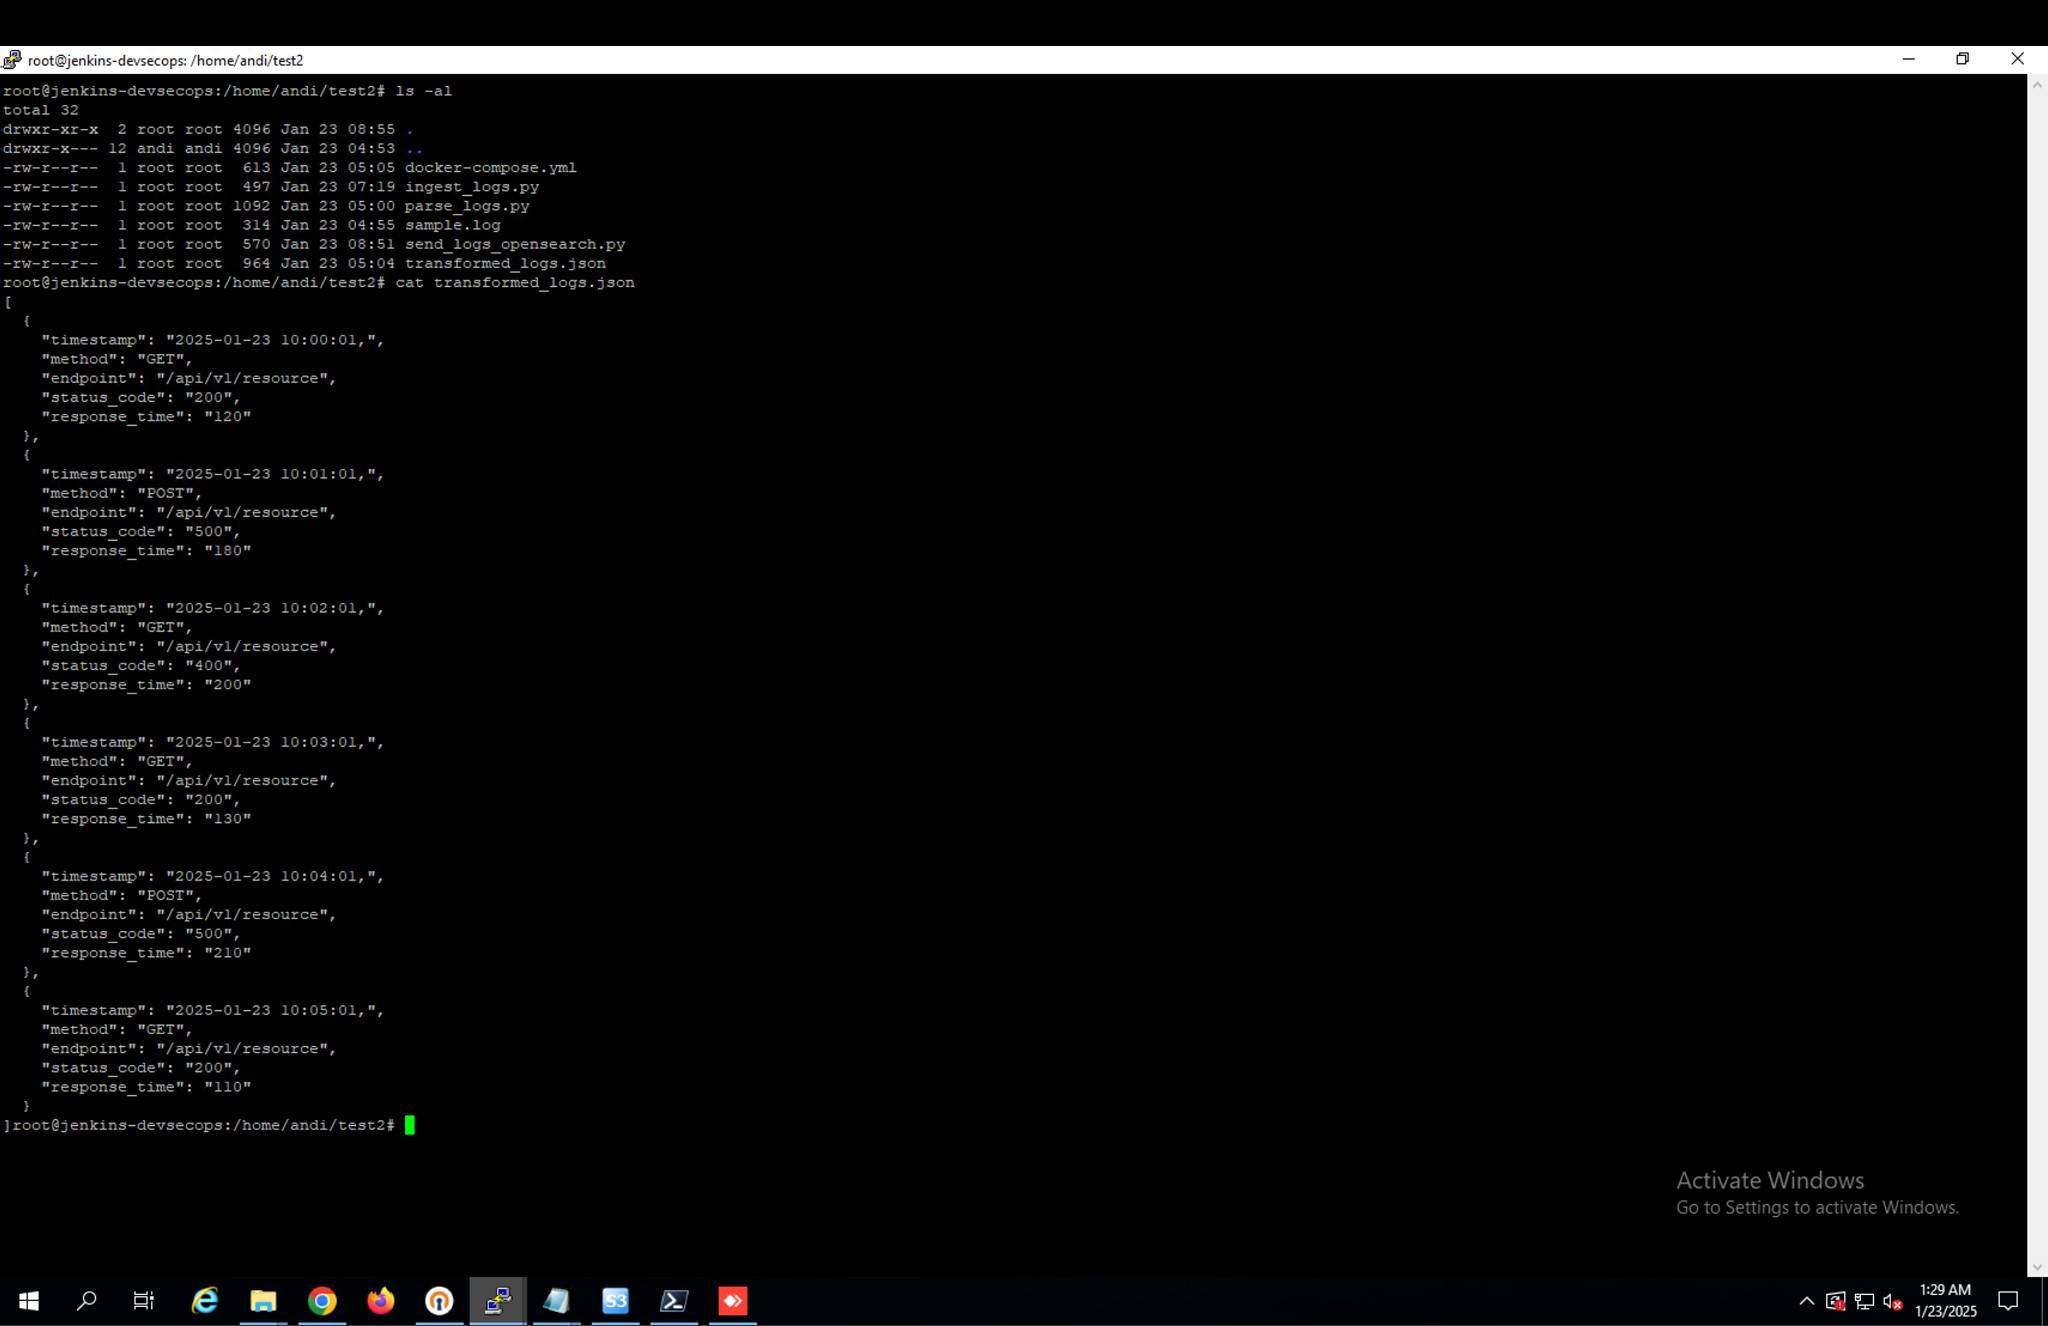 root@jenkins-devsecops: /home/andi/test2
root@jenkins-devsecops:/home/andi/test2# ls -al
total 32
drwxr-xr-x  2 root root 4096 Jan 23 08:55 .
drwxr-x--- 12 andi andi 4096 Jan 23 04:53 ..
-rw-r--r--  1 root root  613 Jan 23 05:05 docker-compose.yml
-rw-r--r--  1 root root  497 Jan 23 07:19 ingest_logs.py
-rw-r--r--  1 root root 1092 Jan 23 05:00 parse_logs.py
-rw-r--r--  1 root root  314 Jan 23 04:55 sample.log
-rw-r--r--  1 root root  570 Jan 23 08:51 send_logs_opensearch.py
-rw-r--r--  1 root root  964 Jan 23 05:04 transformed_logs.json
root@jenkins-devsecops:/home/andi/test2# cat transformed_logs.json
[
  {
    "timestamp": "2025-01-23 10:00:01,",
    "method": "GET",
    "endpoint": "/api/v1/resource",
    "status_code": "200",
    "response_time": "120"
  },
  {
    "timestamp": "2025-01-23 10:01:01,",
    "method": "POST",
    "endpoint": "/api/v1/resource",
    "status_code": "500",
    "response_time": "180"
  },
  {
    "timestamp": "2025-01-23 10:02:01,",
    "method": "GET",
    "endpoint": "/api/v1/resource",
    "status_code": "400",
    "response_time": "200"
  },
  {
    "timestamp": "2025-01-23 10:03:01,",
    "method": "GET",
    "endpoint": "/api/v1/resource",
    "status_code": "200",
    "response_time": "130"
  },
  {
    "timestamp": "2025-01-23 10:04:01,",
    "method": "POST",
    "endpoint": "/api/v1/resource",
    "status_code": "500",
    "response_time": "210"
  },
  {
    "timestamp": "2025-01-23 10:05:01,",
    "method": "GET",
    "endpoint": "/api/v1/resource",
    "status_code": "200",
    "response_time": "110"
  }
]root@jenkins-devsecops:/home/andi/test2#
Activate Windows
Go to Settings to activate Windows.
S3
1:29 AM
1/23/2025